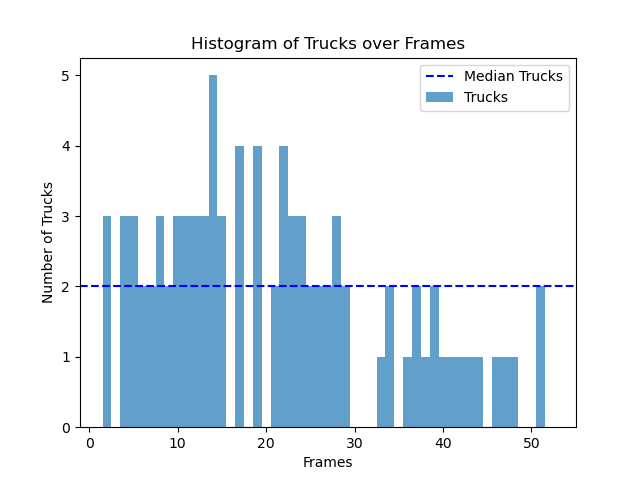 Histogram of Trucks over Frames
Median Trucks
Trucks
Number of Trucks
5
4
3
2
1
0
0 10 20 30 40 50
Frames